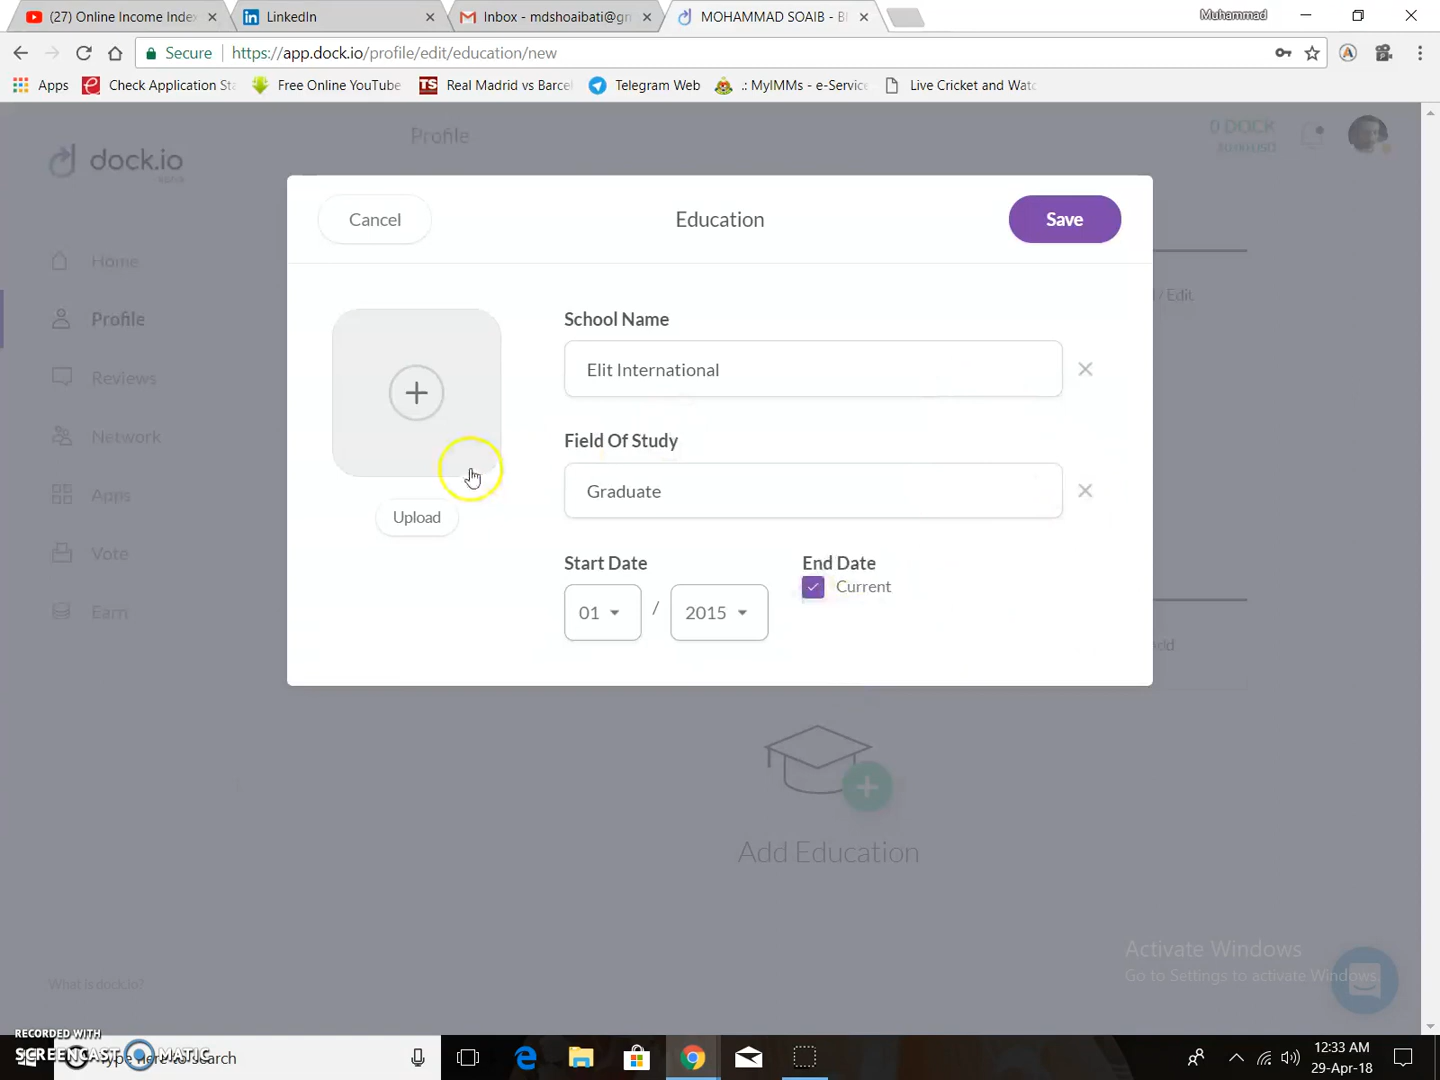 (27) Online Income Index
LinkedIn
Inbox - mdshoaibati@gm
MOHAMMAD SOAIB - Bl
Muhammad
Secure
https://app.dock.io/profile/edit/education/new
Apps
Check Application Sta
Free Online YouTube
Real Madrid vs Barcel
Telegram Web
.: MyIMMs - e-Service
Live Cricket and Watc
dock.io
Profile
0 DOCK
Cancel
Education
Save
Home
Profile
Reviews
Network
Apps
Vote
Earn
/ Edit
School Name
Elit International
Field Of Study
Graduate
Upload
Start Date
End Date
Current
01
/
2015
Add Education
What is dock.io?
Activate Windows
Go to Settings to activate Windows.
RECORDED WITH
SCREENCAST MATIC
Type here to search
12:33 AM
29-Apr-18